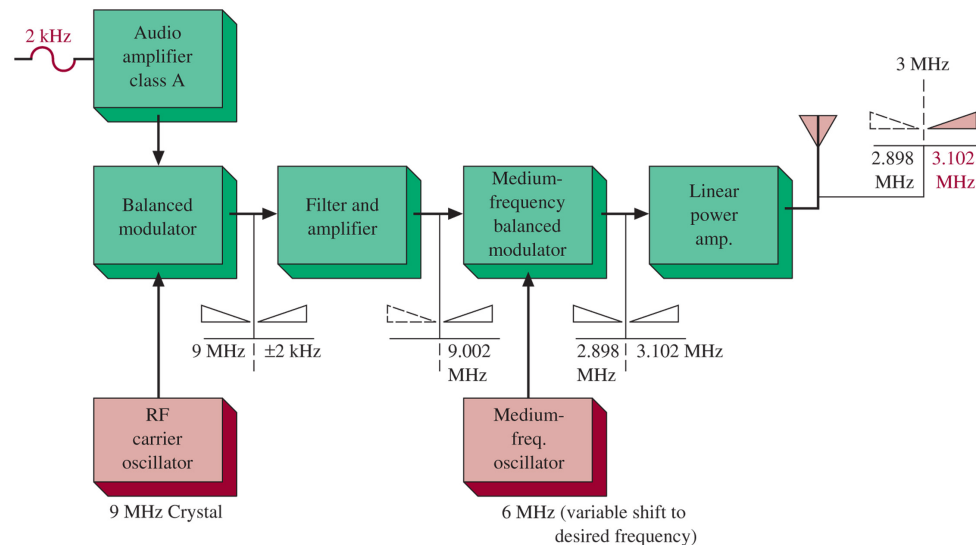 2 kHz
Audio
amplifier
class A
3 MHz
2.898
MHz
3.102
MHz
Balanced
modulator
Filter and
amplifier
Medium-
frequency
balanced
modulator
Linear
power
amp.
9 MHz
±2 kHz
9.002
MHz
2.898
MHz
3.102 MHz
RF
carrier
oscillator
Medium-
freq.
oscillator
9 MHz Crystal
6 MHz (variable shift to
desired frequency)